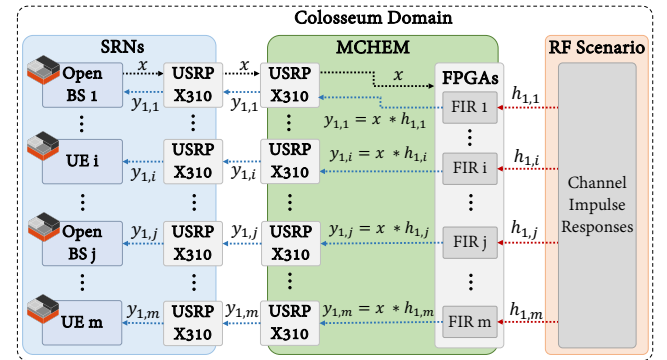 Colosseum Domain
SRNs
MCHEM
RF Scenario
Open
BS 1
x
y1,1
USRP
X310
x
y1,1
USRP
X310
x
FPGAs
FIR 1
h1,1
y1,1 = x * h1,1
UE i
y1,i
USRP
X310
y1,i
USRP
X310
y1,i = x * h1,i
FIR i
h1,i
Channel
Impulse
Responses
Open
BS j
y1,j
USRP
X310
y1,j
USRP
X310
y1,j = x * h1,j
FIR j
h1,j
UE m
y1,m
USRP
X310
y1,m
USRP
X310
y1,m = x * h1,m
FIR m
h1,m